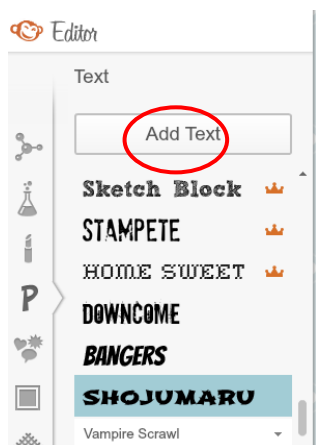 Editor
Text
Add Text
Sketch Block
STAMPETE
HOME SWEET
DOWNCOME
BANGERS
P
SHOJUMARU
Vampire Scrawl